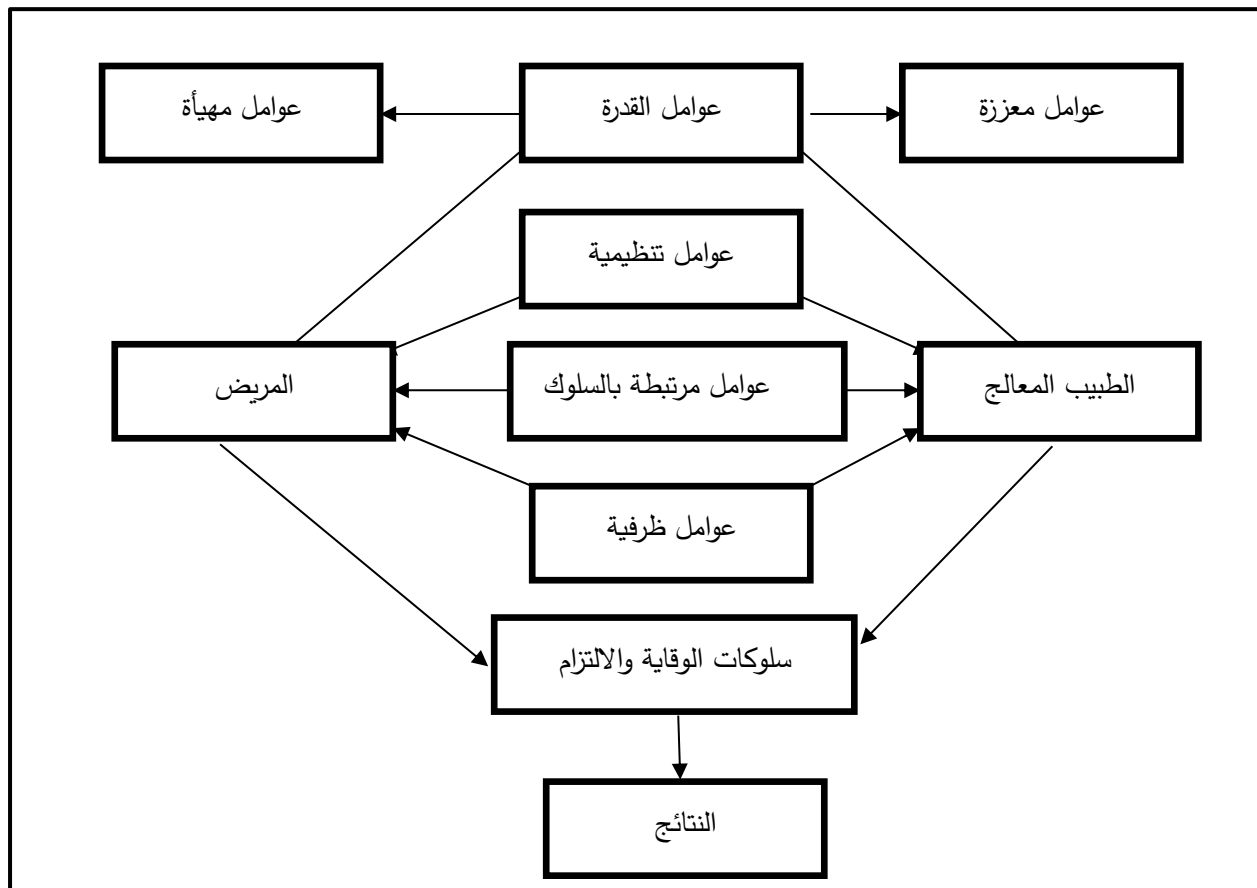 عوامل معززة
عوامل القدرة
عوامل مهيأة
عوامل تنظيمية
الطبيب المعالج
عوامل مرتبطة بالسلوك
المريض
عوامل ظرفية
سلوكات الوقاية والالتزام
النتائج